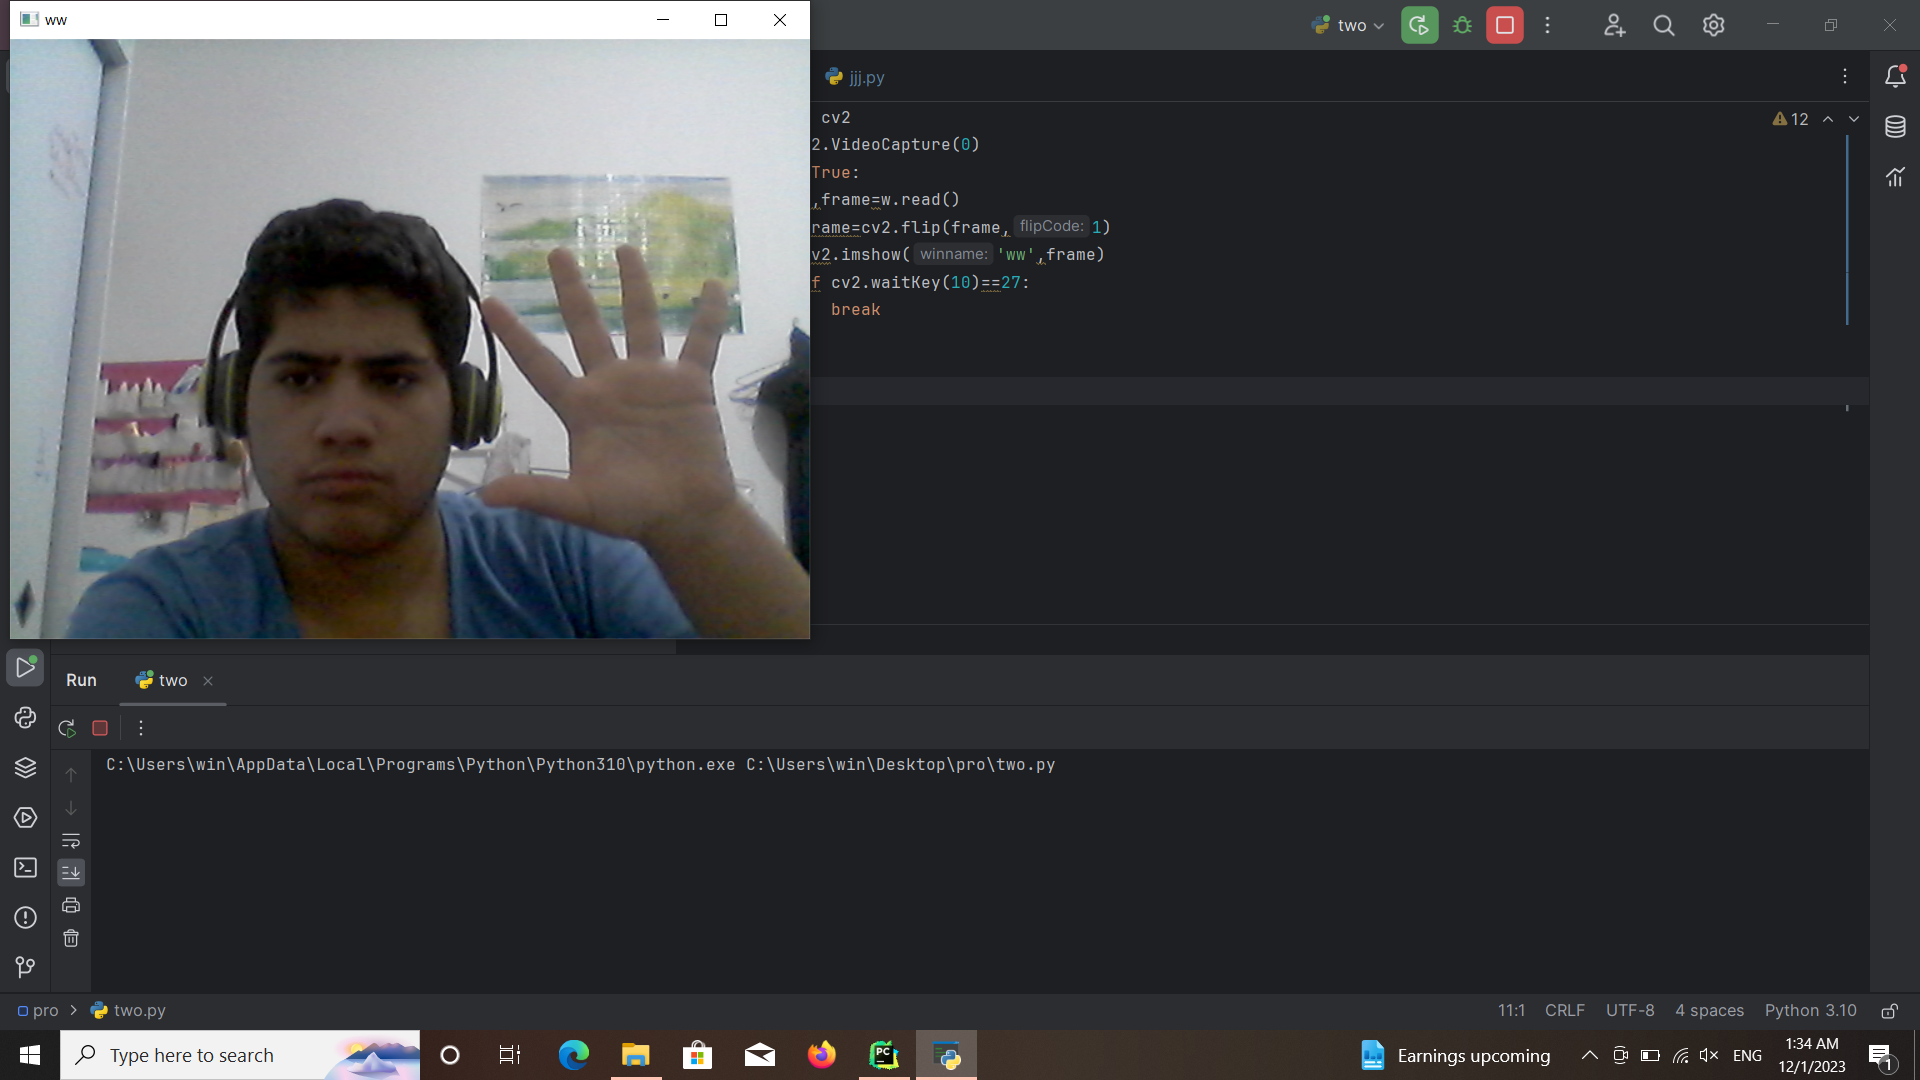 ww
two
jjj.py
cv2
12
2.VideoCapture(0)
True:
,frame=w.read()
rame=cv2.flip(frame, flipCode: 1)
v2.imshow( winname: 'ww',frame)
f cv2.waitKey(10)==27:
break
Run
two
C:\Users\win\AppData\Local\Programs\Python\Python310\python.exe C:\Users\win\Desktop\pro\two.py
pro > two.py
11:1 CRLF UTF-8 4 spaces Python 3.10
Type here to search
PC
Earnings upcoming
ENG
1:34 AM
12/1/2023
1